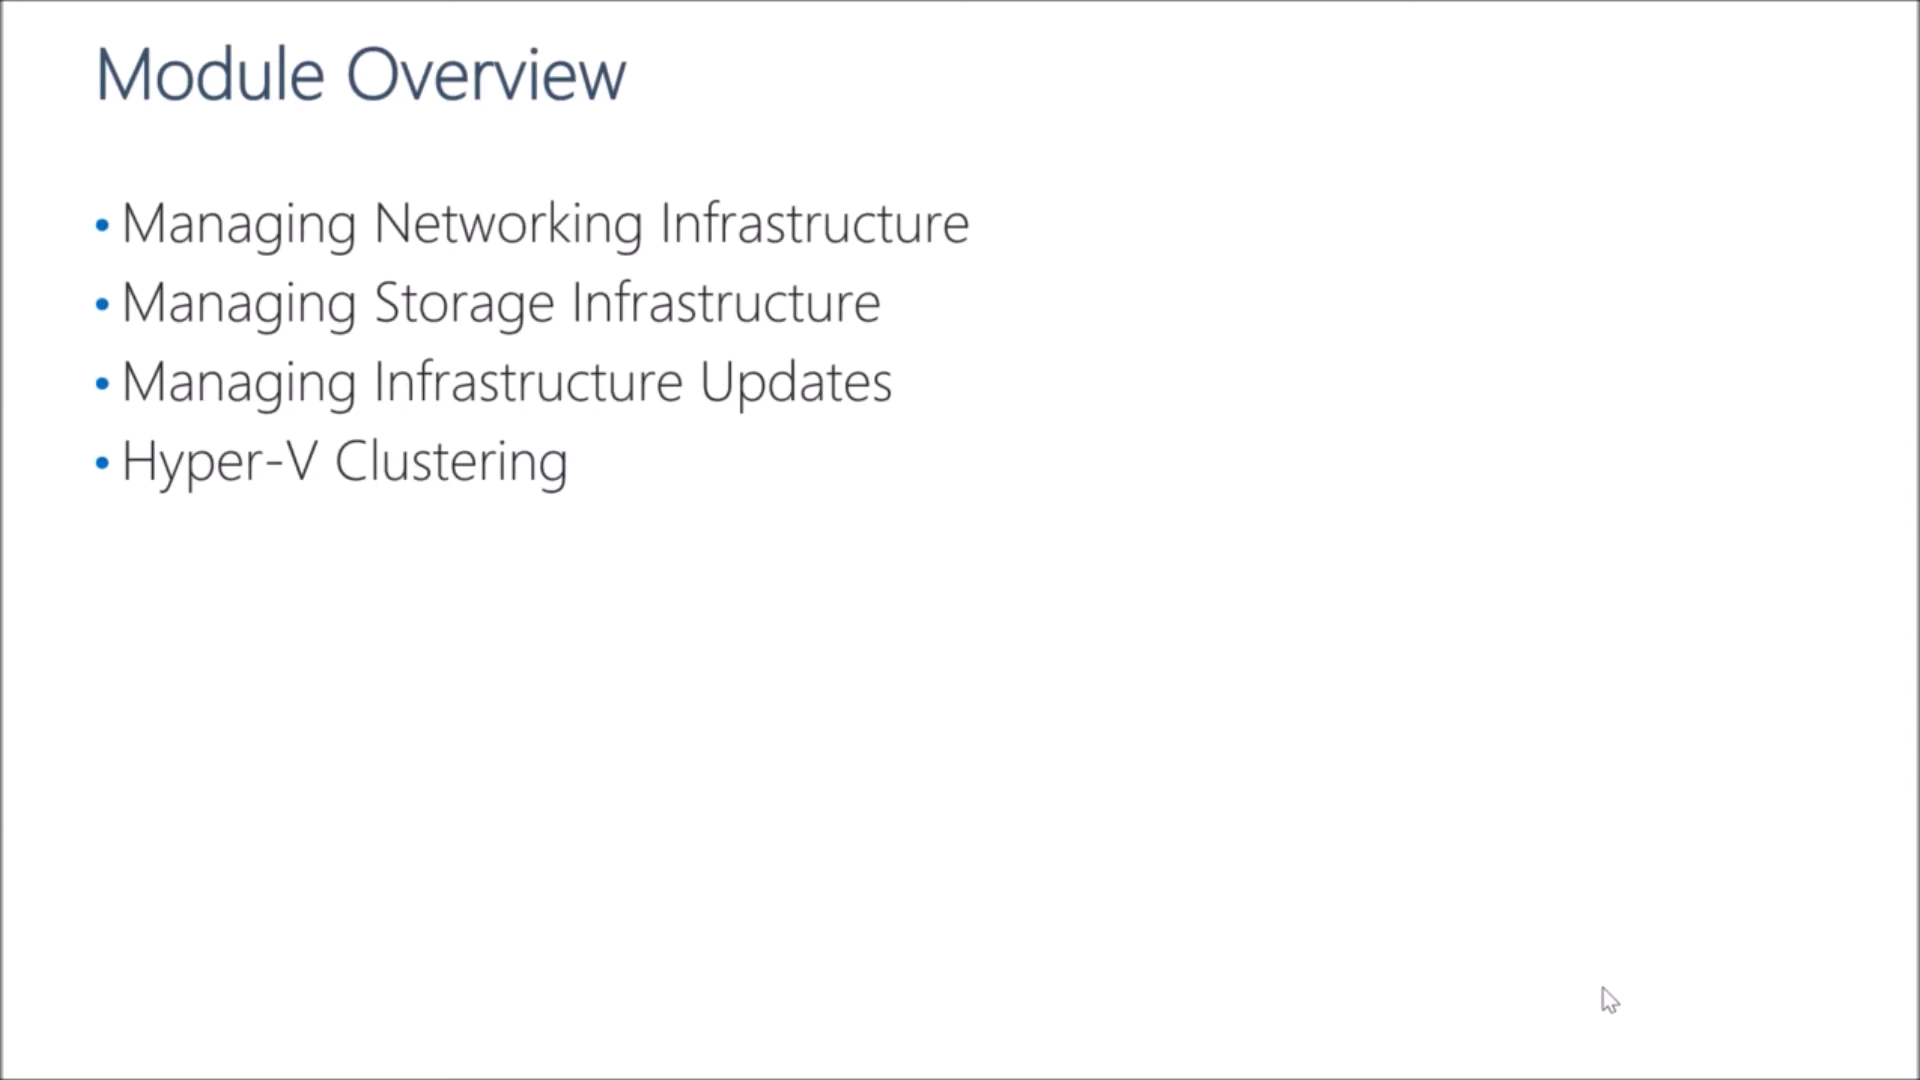 Module Overview
• Managing Networking Infrastructure
• Managing Storage Infrastructure
• Managing Infrastructure Updates
• Hyper-V Clustering